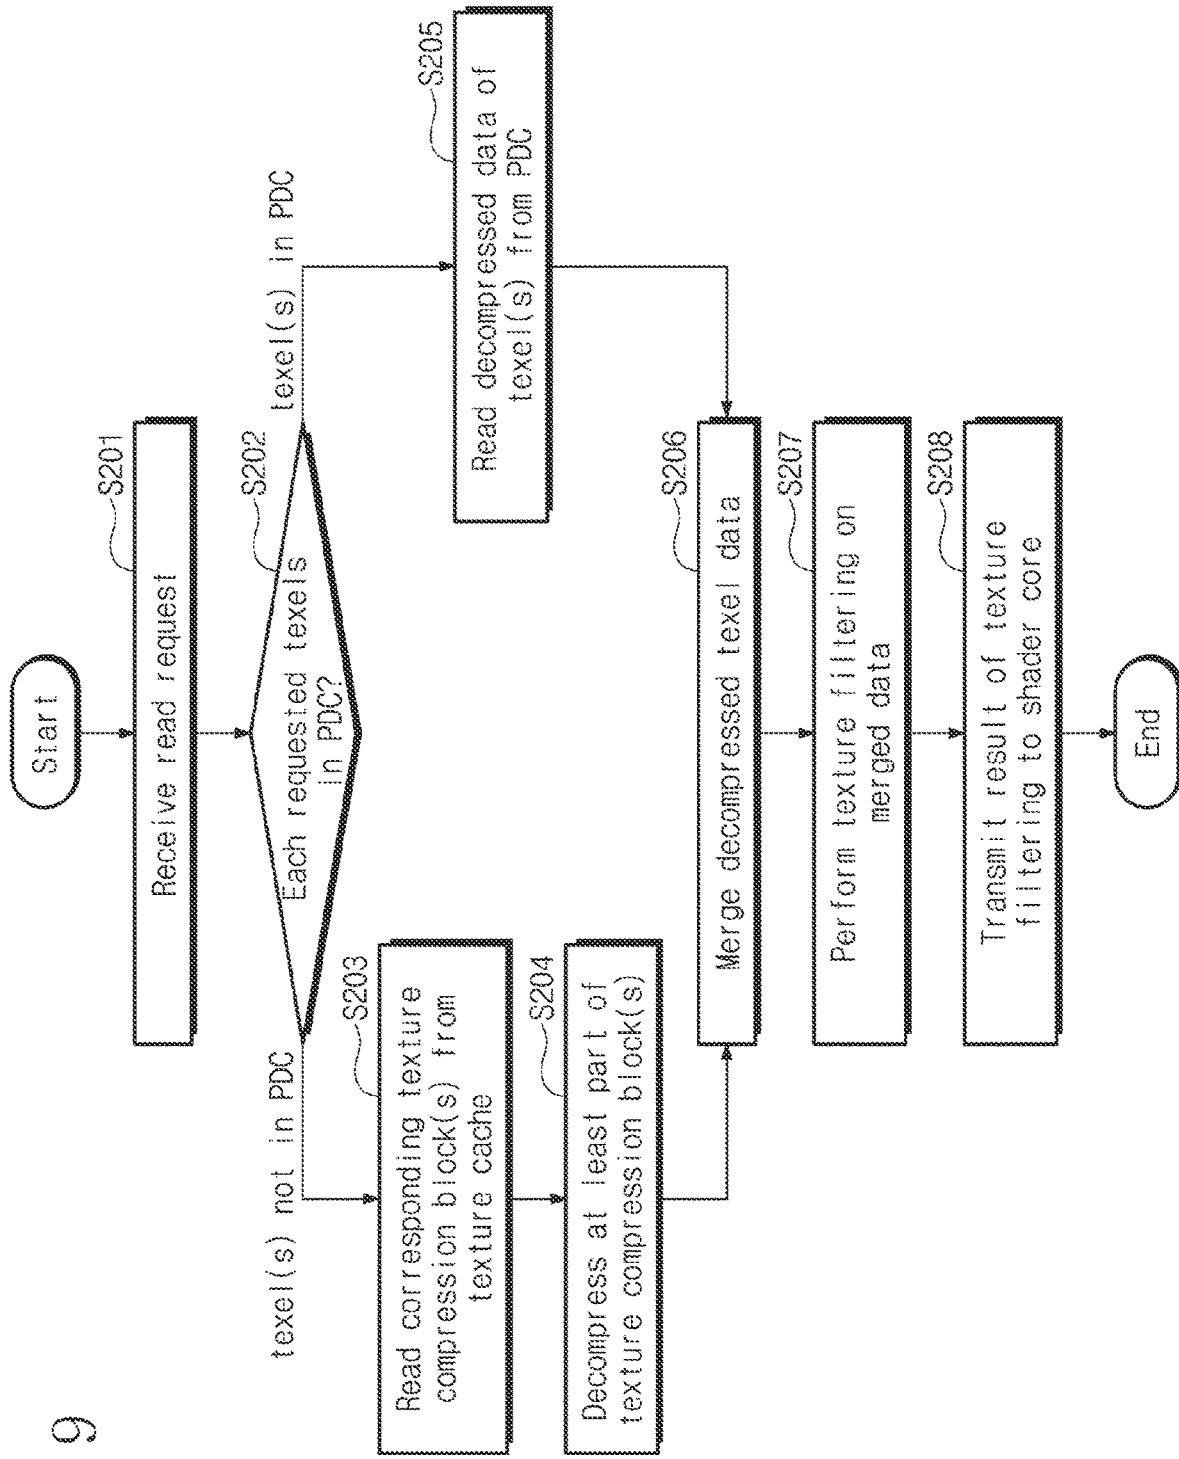 9
Start
S201
Receive read request
S202
Each requested texels
in PDC?
texel(s) not in PDC
texel(s) in PDC
S203
Read corresponding texture
compression block(s) from
texture cache
S204
Decompress at least part of
texture compression block(s)
S205
Read decompressed data of
texel(s) from PDC
S206
Merge decompressed texel data
S207
Perform texture filtering on
merged data
S208
Transmit result of texture
filtering to shader core
End